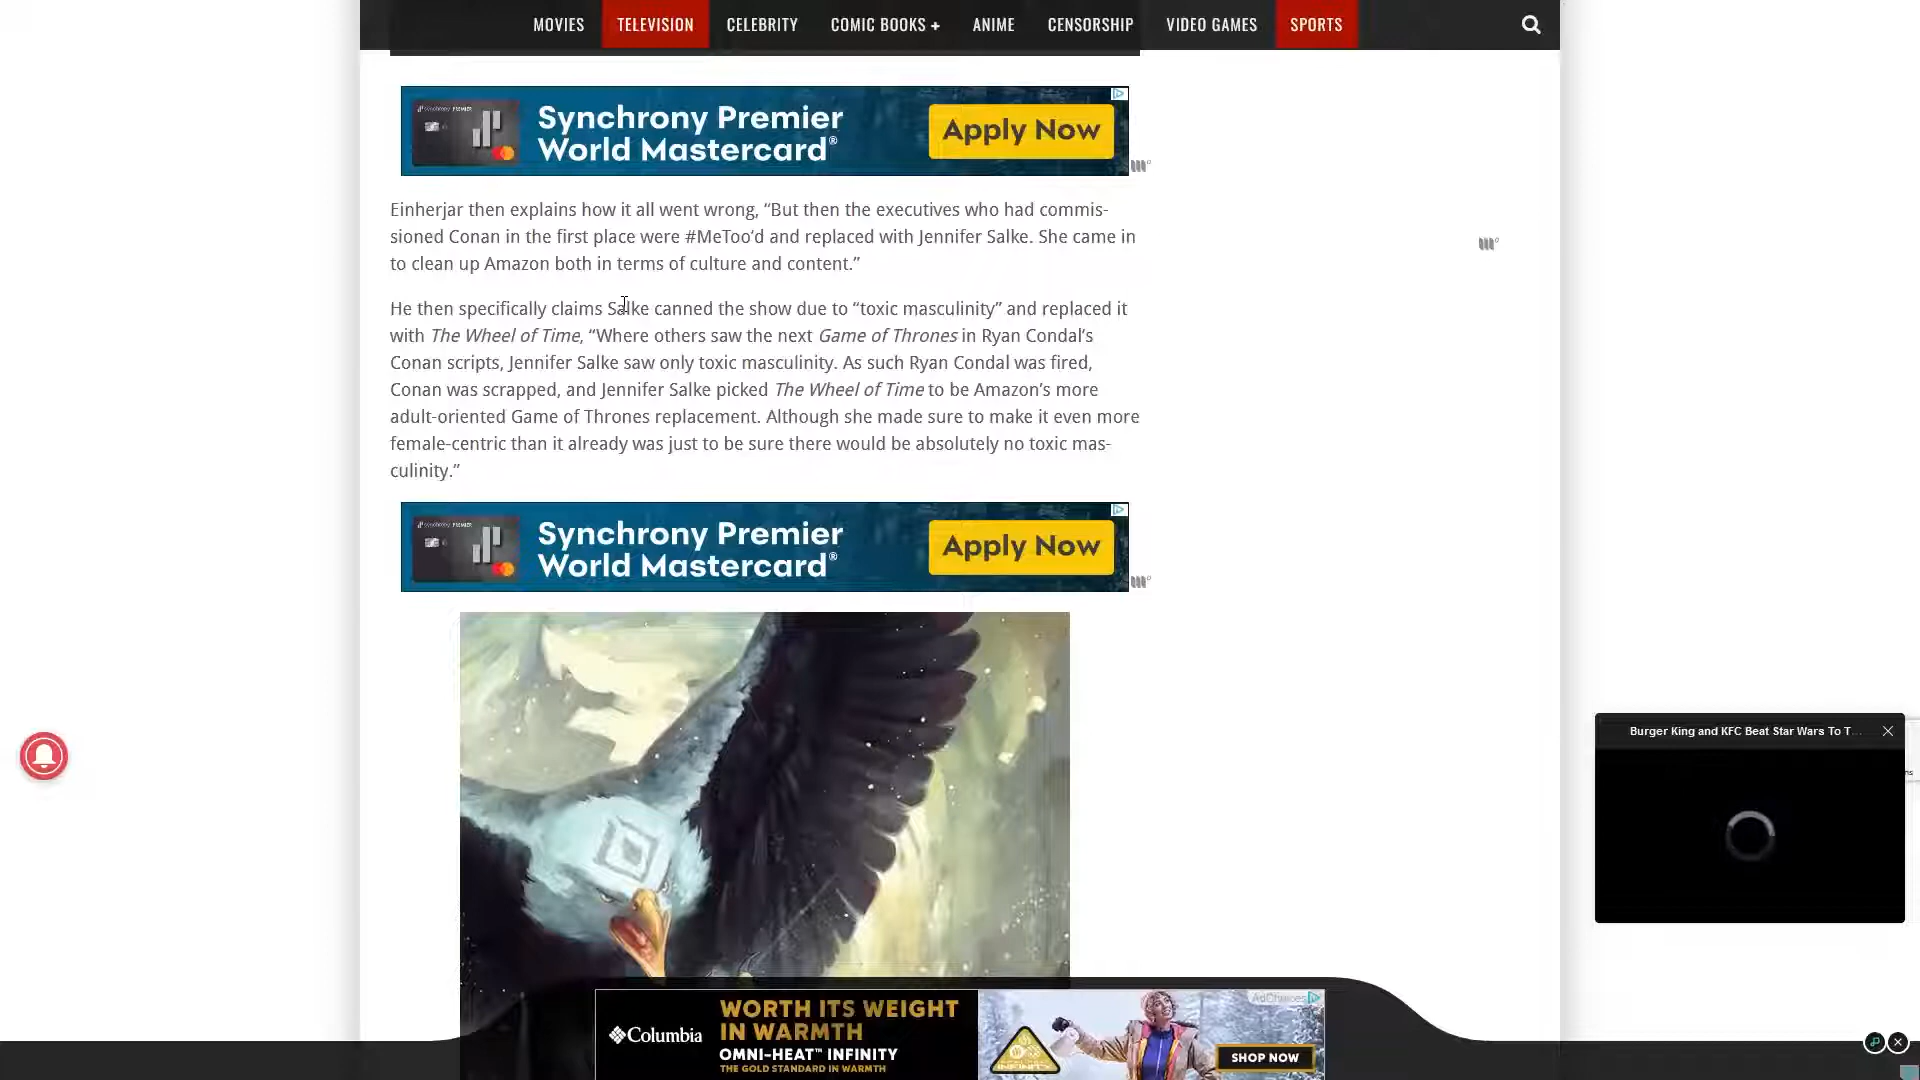 MOVIES TELEVISION CELEBRITY COMIC BOOKS + ANIME CENSORSHIP VIDEO GAMES SPORTS
Synchrony Premier
World Mastercard®
Apply Now
Einherjar then explains how it all went wrong, “But then the executives who had commis-
sioned Conan in the first place were #MeToo’d and replaced with Jennifer Salke. She came in
to clean up Amazon both in terms of culture and content.”
He then specifically claims Salke canned the show due to “toxic masculinity” and replaced it
with The Wheel of Time, “Where others saw the next Game of Thrones in Ryan Condal’s
Conan scripts, Jennifer Salke saw only toxic masculinity. As such Ryan Condal was fired,
Conan was scrapped, and Jennifer Salke picked The Wheel of Time to be Amazon’s more
adult-oriented Game of Thrones replacement. Although she made sure to make it even more
female-centric than it already was just to be sure there would be absolutely no toxic mas-
culinity.”
Synchrony Premier
World Mastercard®
Apply Now
Burger King and KFC Beat Star Wars To T...
Columbia
WORTH ITS WEIGHT
IN WARMTH
OMNI-HEAT™ INFINITY
THE GOLD STANDARD IN WARMTH
AdChoices
SHOP NOW